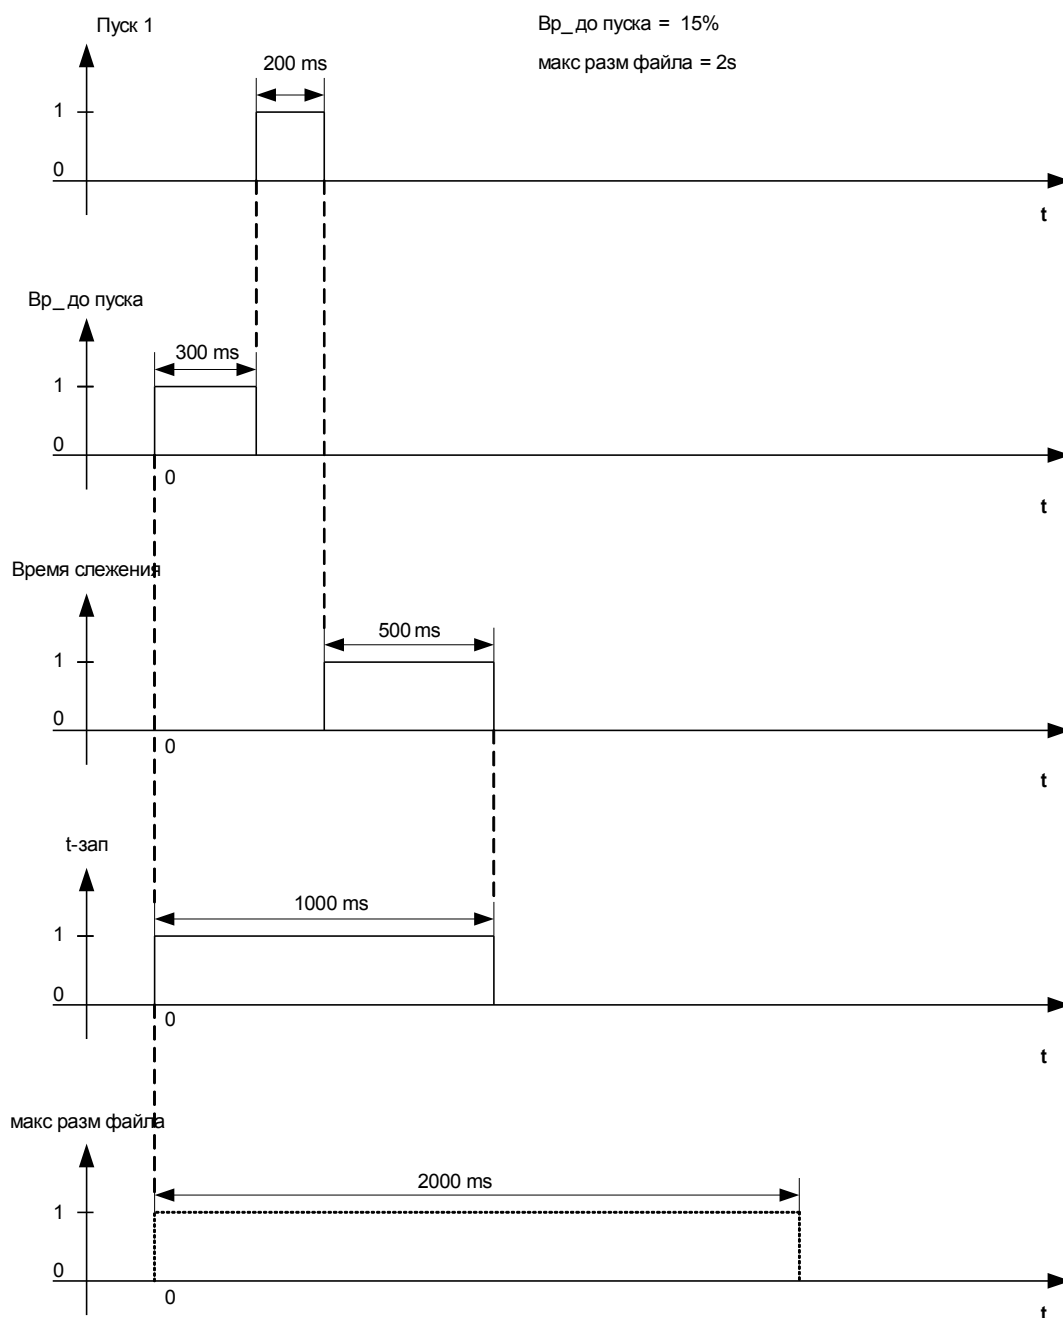 Пуск 1
Вр_до пуска = 15%
макс разм файла = 2s
200 ms
1
0
t
Вр_до пуска
300 ms
1
0
0
t
Время слежения
500 ms
1
0
0
t
t-зап
1000 ms
1
0
0
t
макс разм файла
2000 ms
1
0
0
t